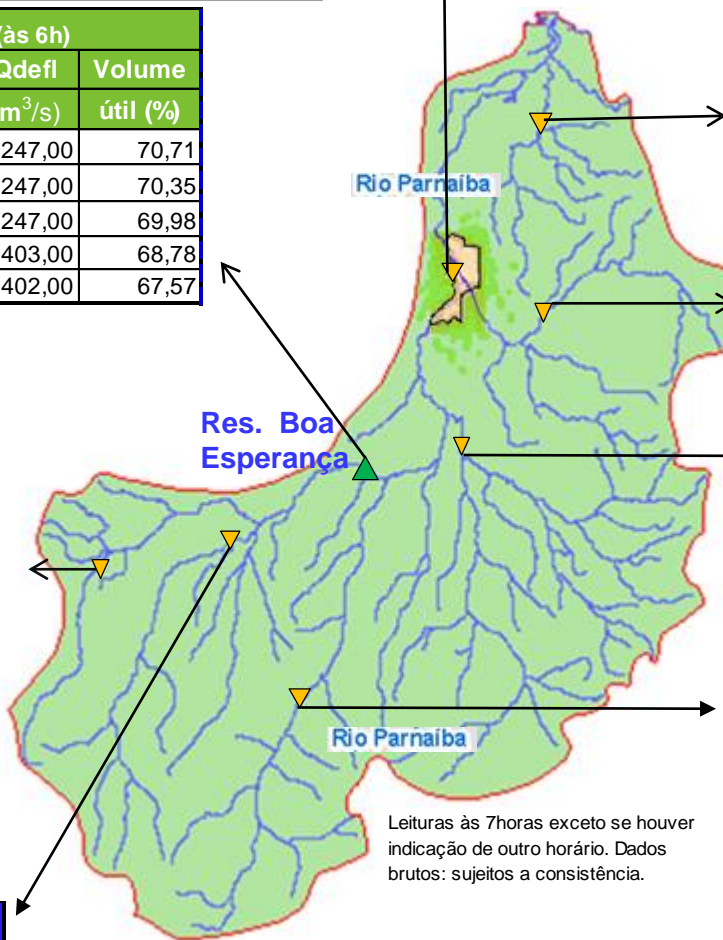 (às 6h)
Qdefl Volume
m³/s) útil (%)
247,00 70,71
247,00 70,35
247,00 69,98
403,00 68,78
402,00 67,57
Rio Parnaíba
Res. Boa
Esperança
Rio Parnaíba
Leituras às 7horas exceto se houver
indicação de outro horário. Dados
brutos: sujeitos a consistência.